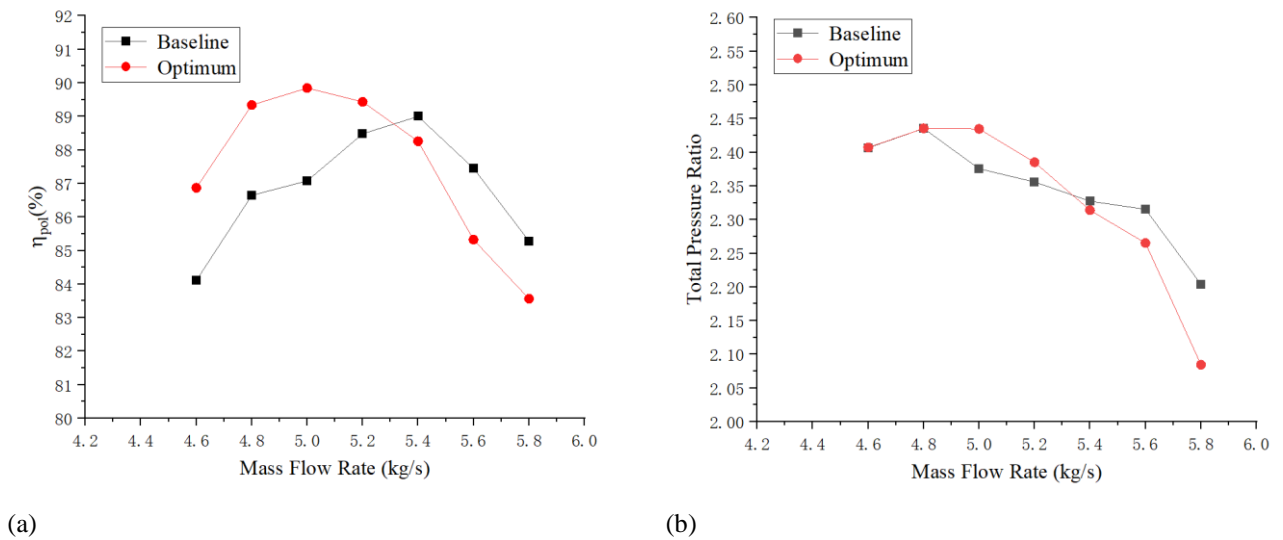 Baseline
Optimum
92
91
90
89
88
87
86
85
84
83
82
81
80
ηpol(%)
4.2 4.4 4.6 4.8 5.0 5.2 5.4 5.6 5.8 6.0
Mass Flow Rate (kg/s)
(a)
Baseline
Optimum
2.60
2.55
2.50
2.45
2.40
2.35
2.30
2.25
2.20
2.15
2.10
2.05
2.00
Total Pressure Ratio
4.2 4.4 4.6 4.8 5.0 5.2 5.4 5.6 5.8 6.0
Mass Flow Rate (kg/s)
(b)